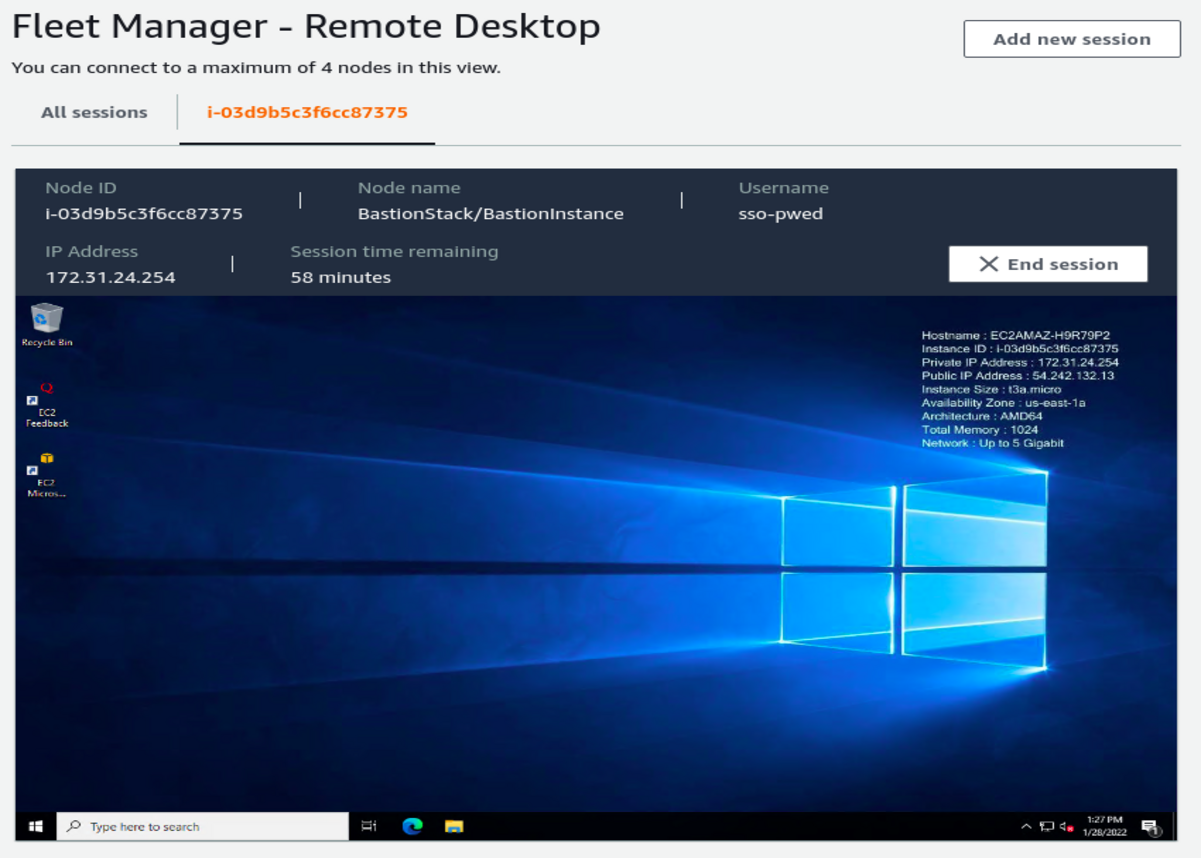 Fleet Manager - Remote Desktop
Add new session
You can connect to a maximum of 4 nodes in this view.
All sessions
i-03d9b5c3f6cc87375
Node ID
i-03d9b5c3f6cc87375
Node name
BastionStack/BastionInstance
Username
sso-pwed
IP Address
172.31.24.254
Session time remaining
58 minutes
End session
Recycle Bin
EC2
Feedback
EC2
Micros...
Hostname : EC2AMAZ-H9R79P2
Instance ID : i-03d9b5c3f6cc87375
Private IP Address : 172.31.24.254
Public IP Address : 54.242.132.13
Instance Size : t3a.micro
Availability Zone : us-east-1a
Architecture : AMD64
Total Memory : 1024
Network : Up to 5 Gigabit
Type here to search
1:27 PM
1/28/2022
1